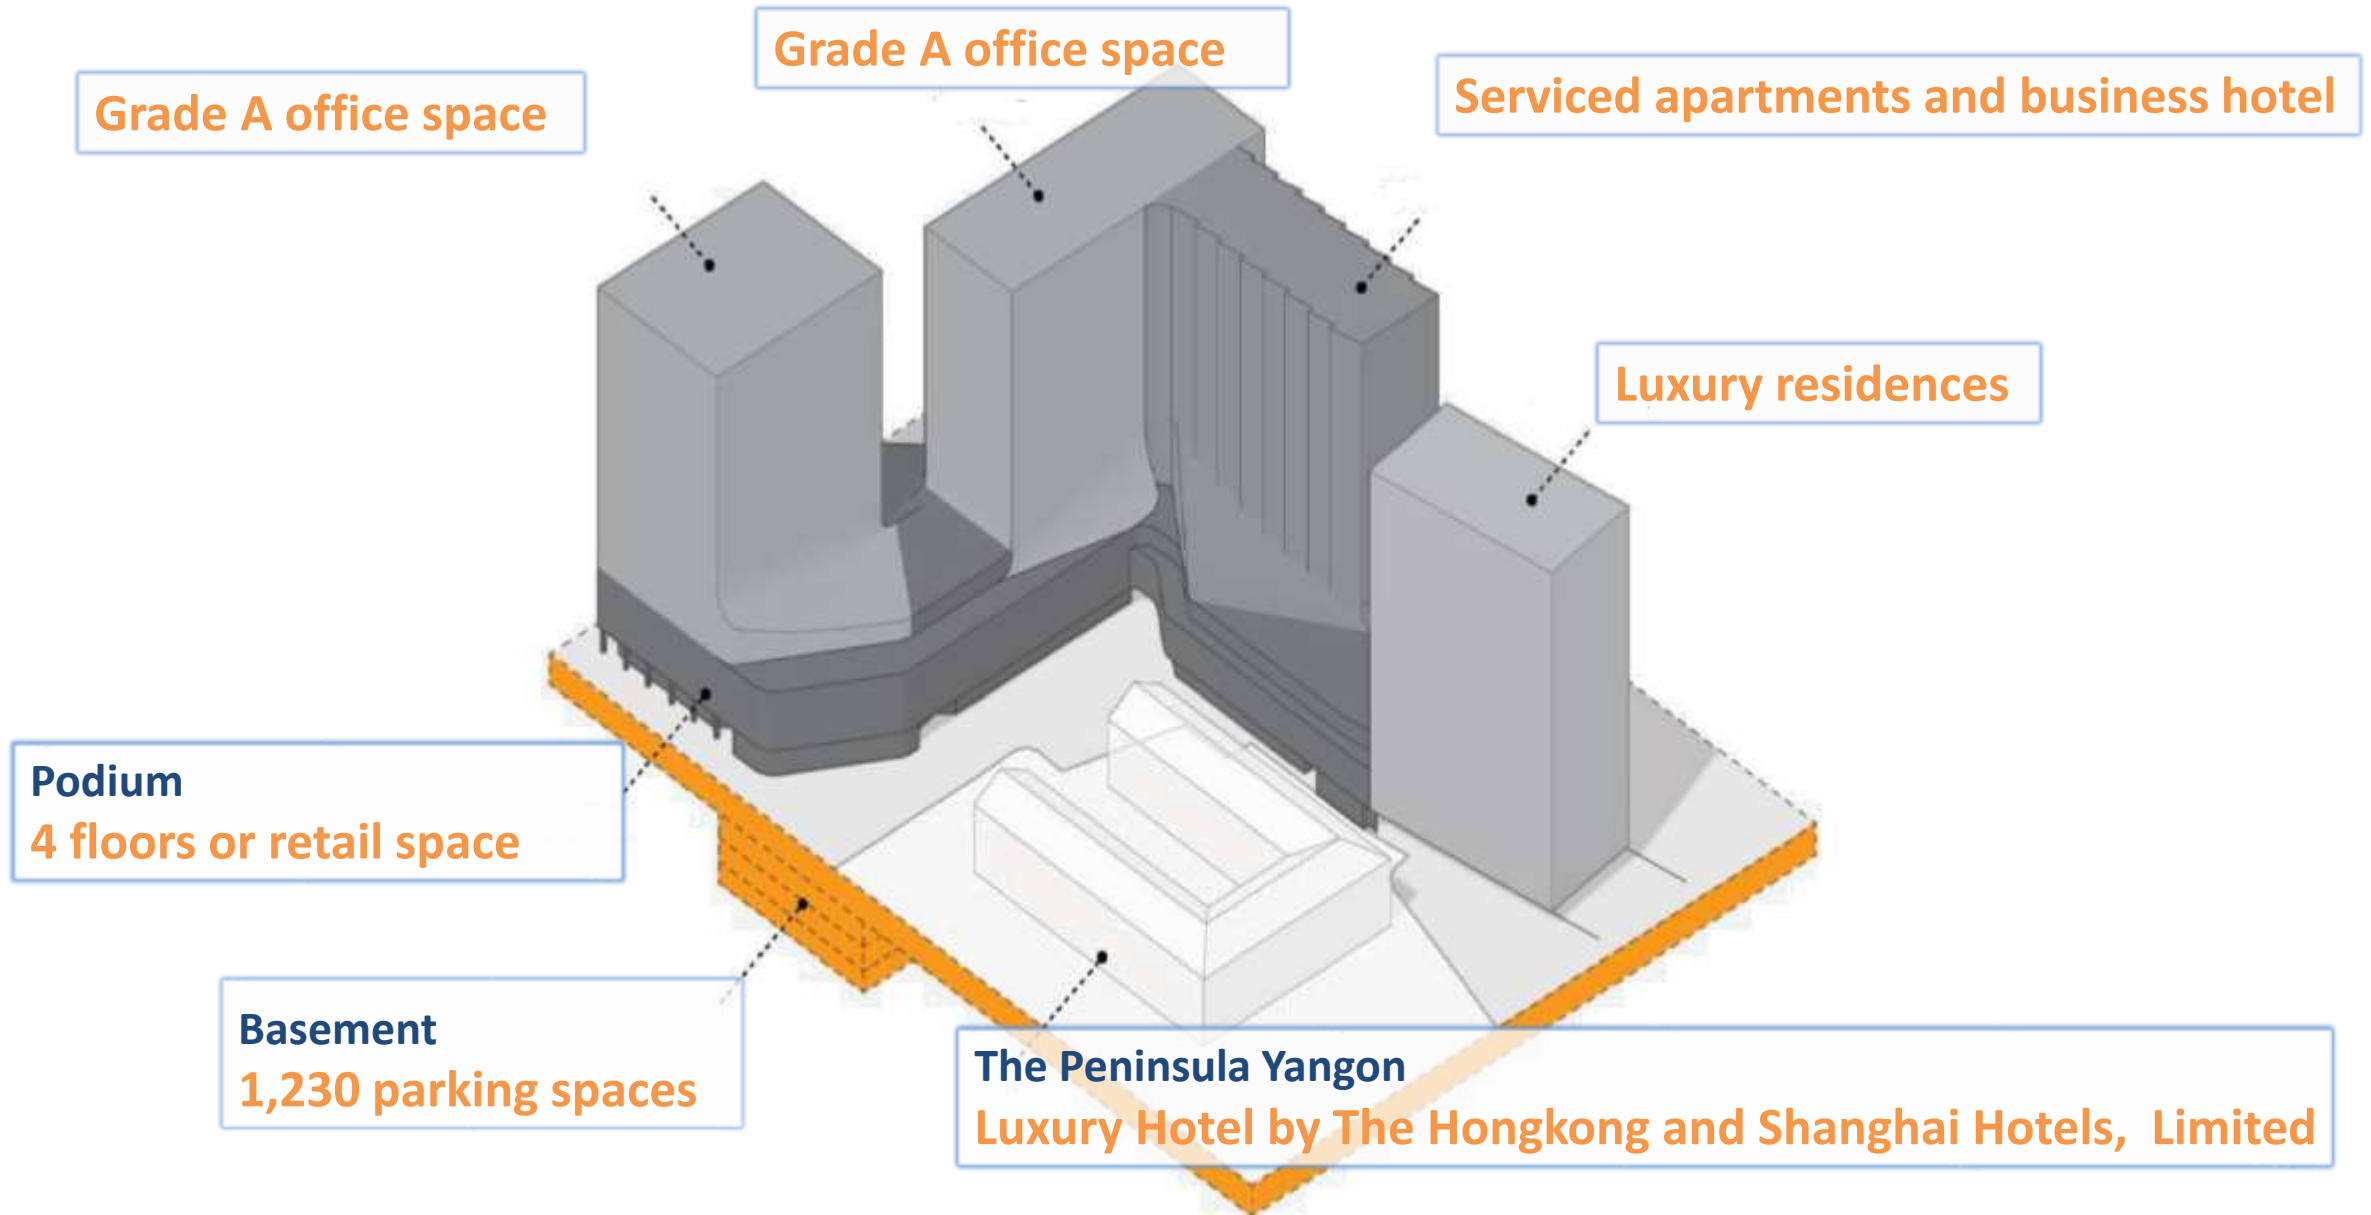 Grade A office space
Grade A office space
Serviced apartments and business hotel
Luxury residences
Podium
4 floors or retail space
Basement
1,230 parking spaces
The Peninsula Yangon
Luxury Hotel by The Hongkong and Shanghai Hotels, Limited